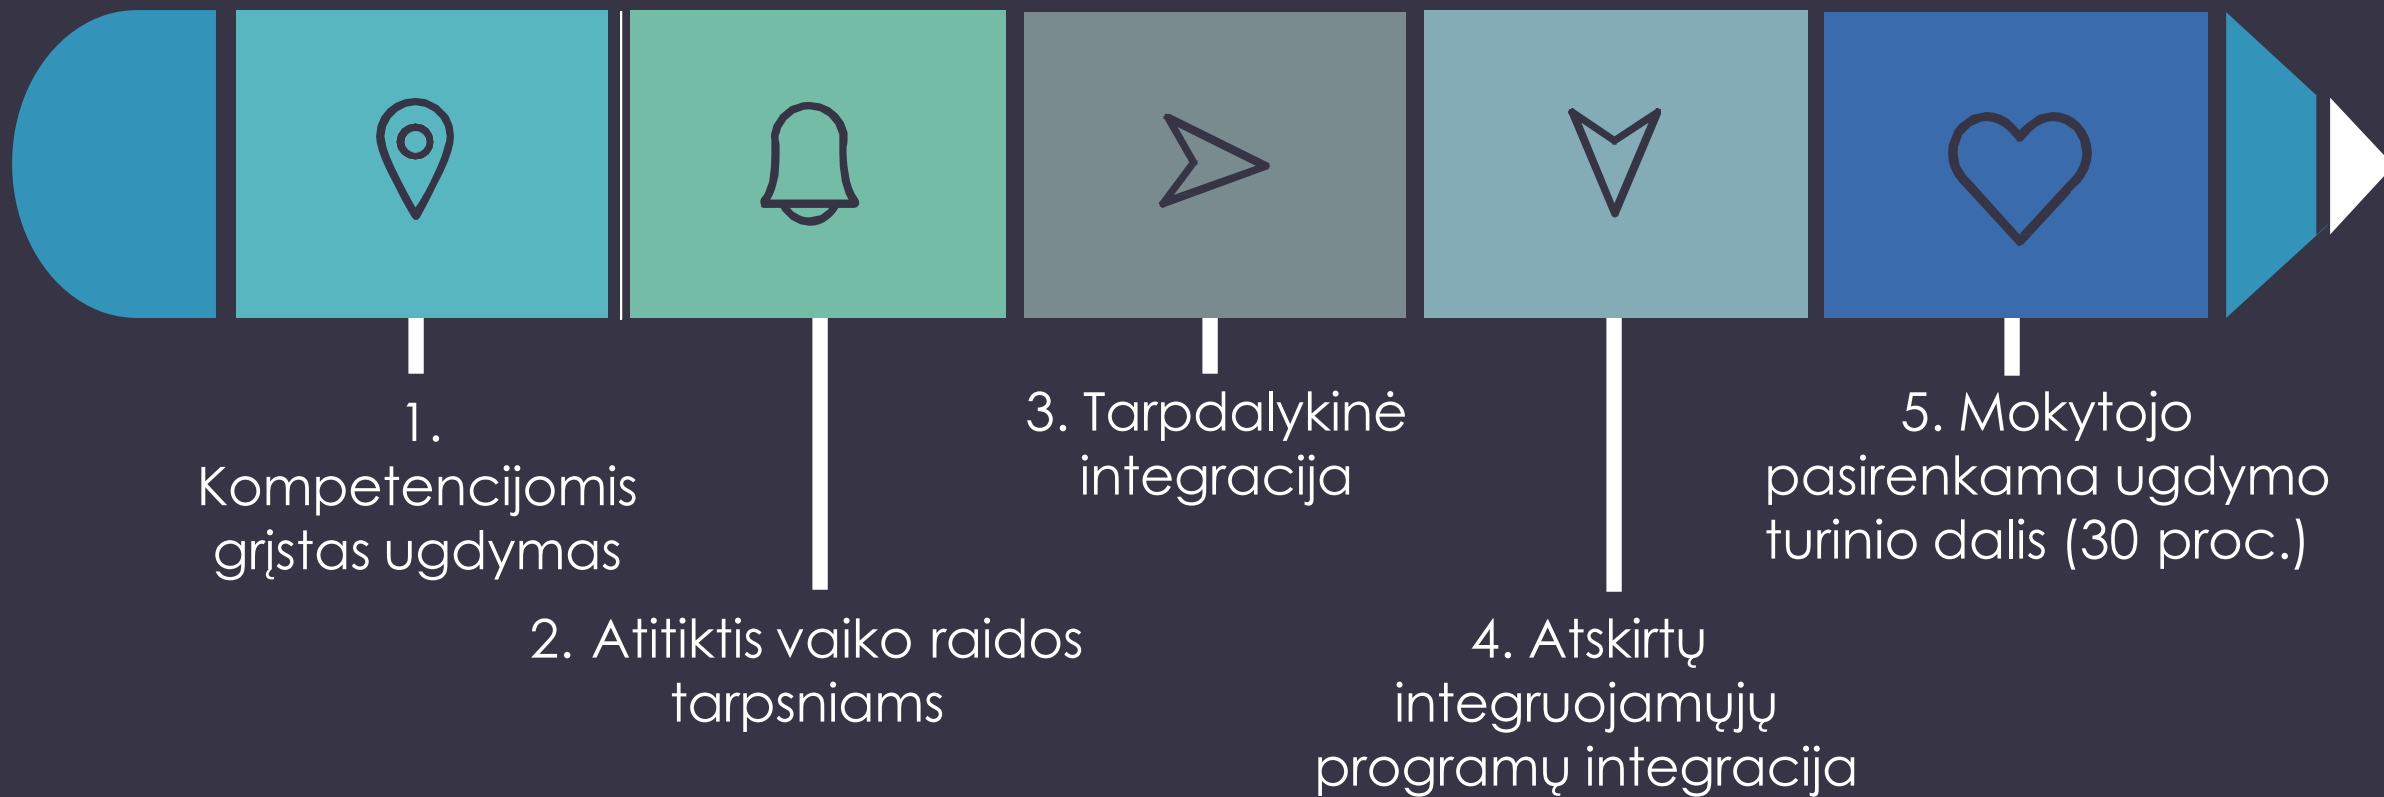 1.
Kompetencijomis
grįstas ugdymas
2. Atitiktis vaiko raidos
tarpsniams
3. Tarpdalykinė
integracija
4. Atskirtų
integruojamųjų
programų integracija
5. Mokytojo
pasirenkama ugdymo
turinio dalis (30 proc.)